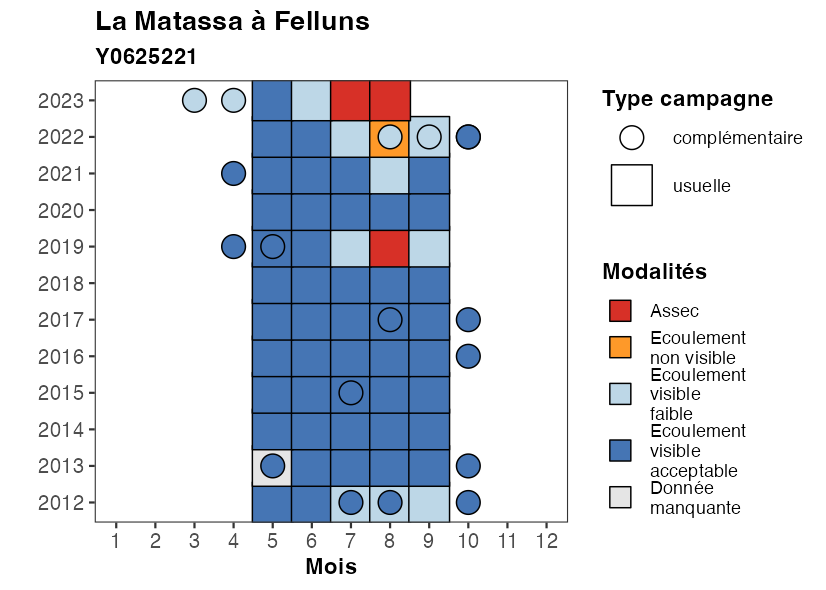 La Matassa à Felluns
Y0625221
2023
2022
2021
2020
2019
2018
2017
2016
2015
2014
2013
2012
1 2 3 4 5 6 7 8 9 10 11 12
Mois
Type campagne
complémentaire
usuelle
Modalités
Assec
Ecoulement
non visible
Ecoulement
visible
faible
Ecoulement
visible
acceptable
Donnée
manquante